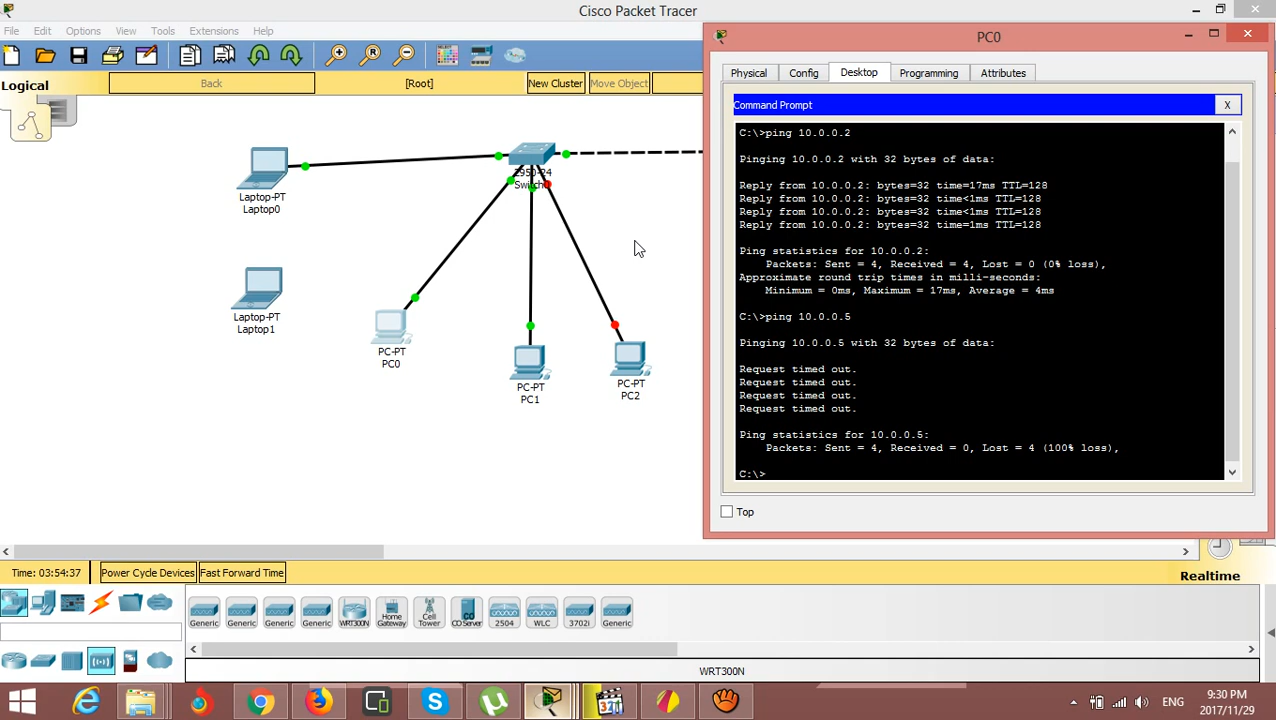 Cisco Packet Tracer
File Edit Options View Tools Extensions Help
Logical
Back
[Root]
New Cluster
Move Object
2950-24
Switch
Laptop-PT
Laptop0
Laptop-PT
Laptop1
PC-PT
PC0
PC-PT
PC1
PC-PT
PC2
PC0
Physical Config Desktop Programming Attributes
Command Prompt
X
C:\>ping 10.0.0.2
Pinging 10.0.0.2 with 32 bytes of data:
Reply from 10.0.0.2: bytes=32 time=17ms TTL=128
Reply from 10.0.0.2: bytes=32 time<1ms TTL=128
Reply from 10.0.0.2: bytes=32 time<1ms TTL=128
Reply from 10.0.0.2: bytes=32 time=1ms TTL=128
Ping statistics for 10.0.0.2:
Packets: Sent = 4, Received = 4, Lost = 0 (0% loss),
Approximate round trip times in milli-seconds:
Minimum = 0ms, Maximum = 17ms, Average = 4ms
C:\>ping 10.0.0.5
Pinging 10.0.0.5 with 32 bytes of data:
Request timed out.
Request timed out.
Request timed out.
Request timed out.
Ping statistics for 10.0.0.5:
Packets: Sent = 4, Received = 0, Lost = 4 (100% loss),
C:\>
Top
Time: 03:54:37
Power Cycle Devices
Fast Forward Time
Realtime
Generic Generic Generic Generic WRT300N Home Gateway Cell Tower CO Server 2504 WLC 3702i Generic
WRT300N
321
ENG
9:30 PM
2017/11/29